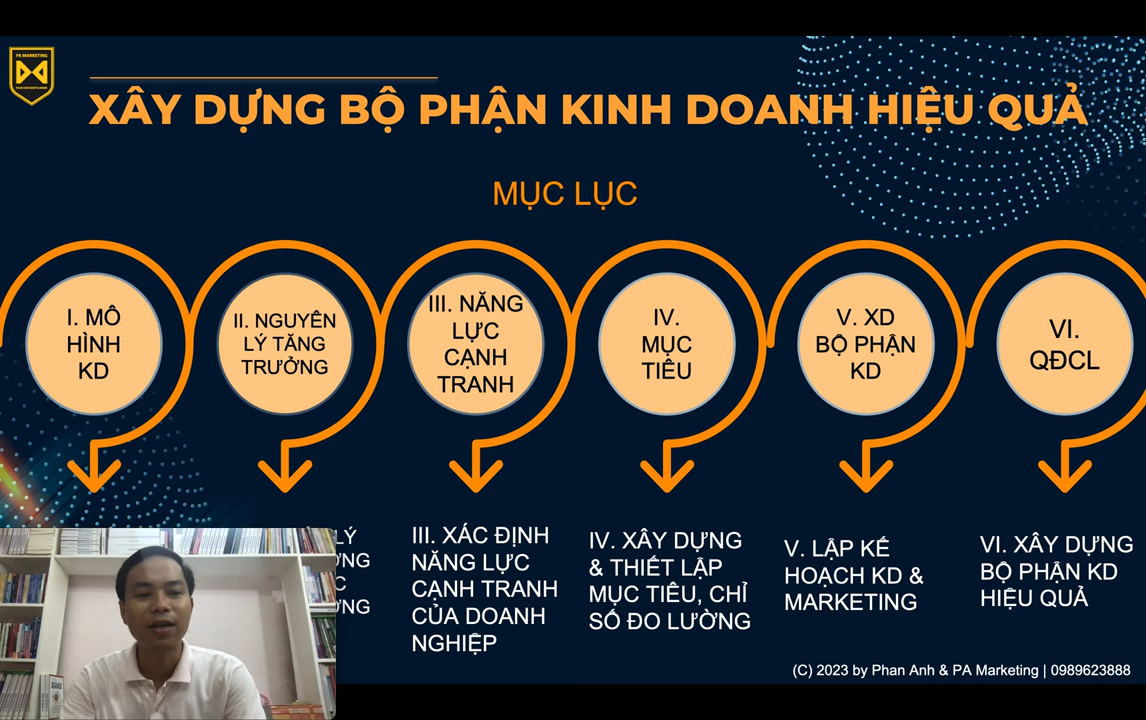 PA MARKETING
XÂY DỰNG BỘ PHẬN KINH DOANH HIỆU QUẢ
MỤC LỤC
I. MÔ
HÌNH
KD
II. NGUYÊN
LÝ TĂNG
TRƯỞNG
III. NĂNG
LỰC
CẠNH
TRANH
IV.
MỤC
TIÊU
V. XD
BỘ PHẬN
KD
VI.
QĐCL
LÝ
III. XÁC ĐỊNH
NĂNG LỰC
CẠNH TRANH
CỦA DOANH
NGHIỆP
IV. XÂY DỰNG
& THIẾT LẬP
MỤC TIÊU, CHỈ
SỐ ĐO LƯỜNG
V. LẬP KẾ
HOẠCH KD &
MARKETING
VI. XÂY DỰNG
BỘ PHẬN KD
HIỆU QUẢ
(C) 2023 by Phan Anh & PA Marketing | 0989623888